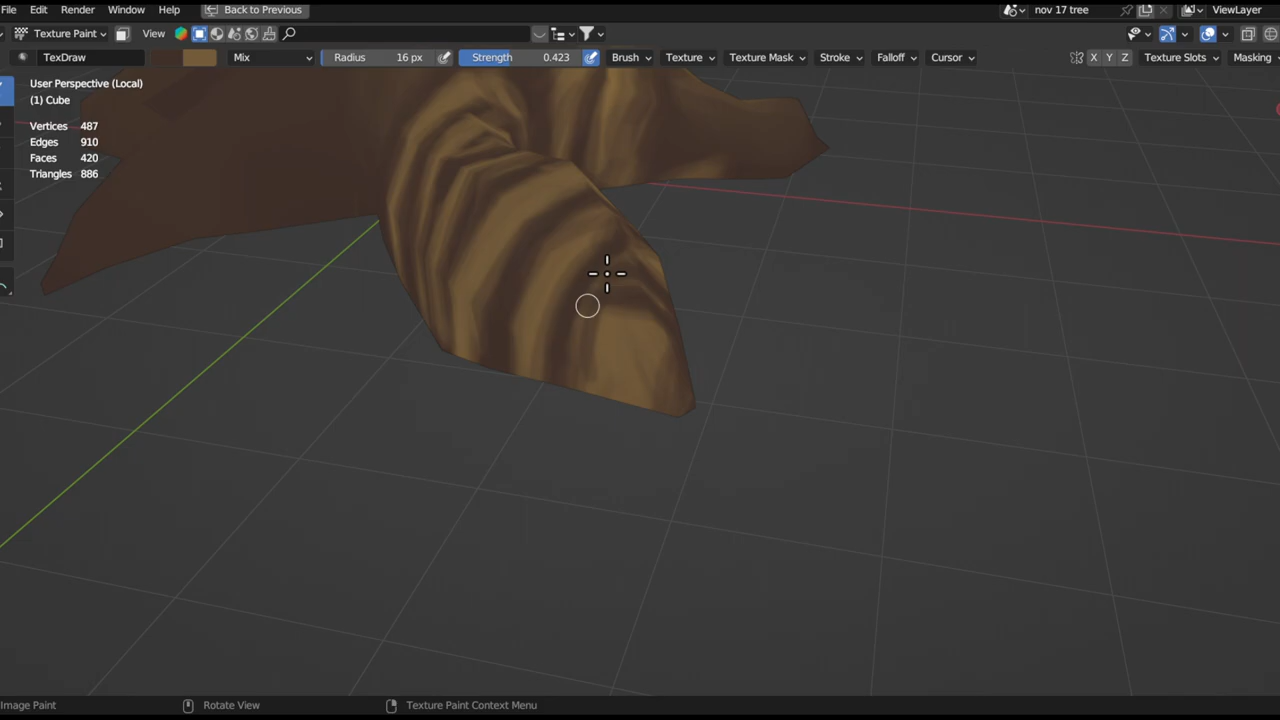 File Edit Render Window Help Back to Previous nov 17 tree ViewLayer
Texture Paint View
TexDraw Mix Radius 16 px Strength 0.423 Brush Texture Texture Mask Stroke Falloff Cursor X Y Z Texture Slots Masking
User Perspective (Local)
(1) Cube
Vertices 487
Edges 910
Faces 420
Triangles 886
Image Paint Rotate View Texture Paint Context Menu